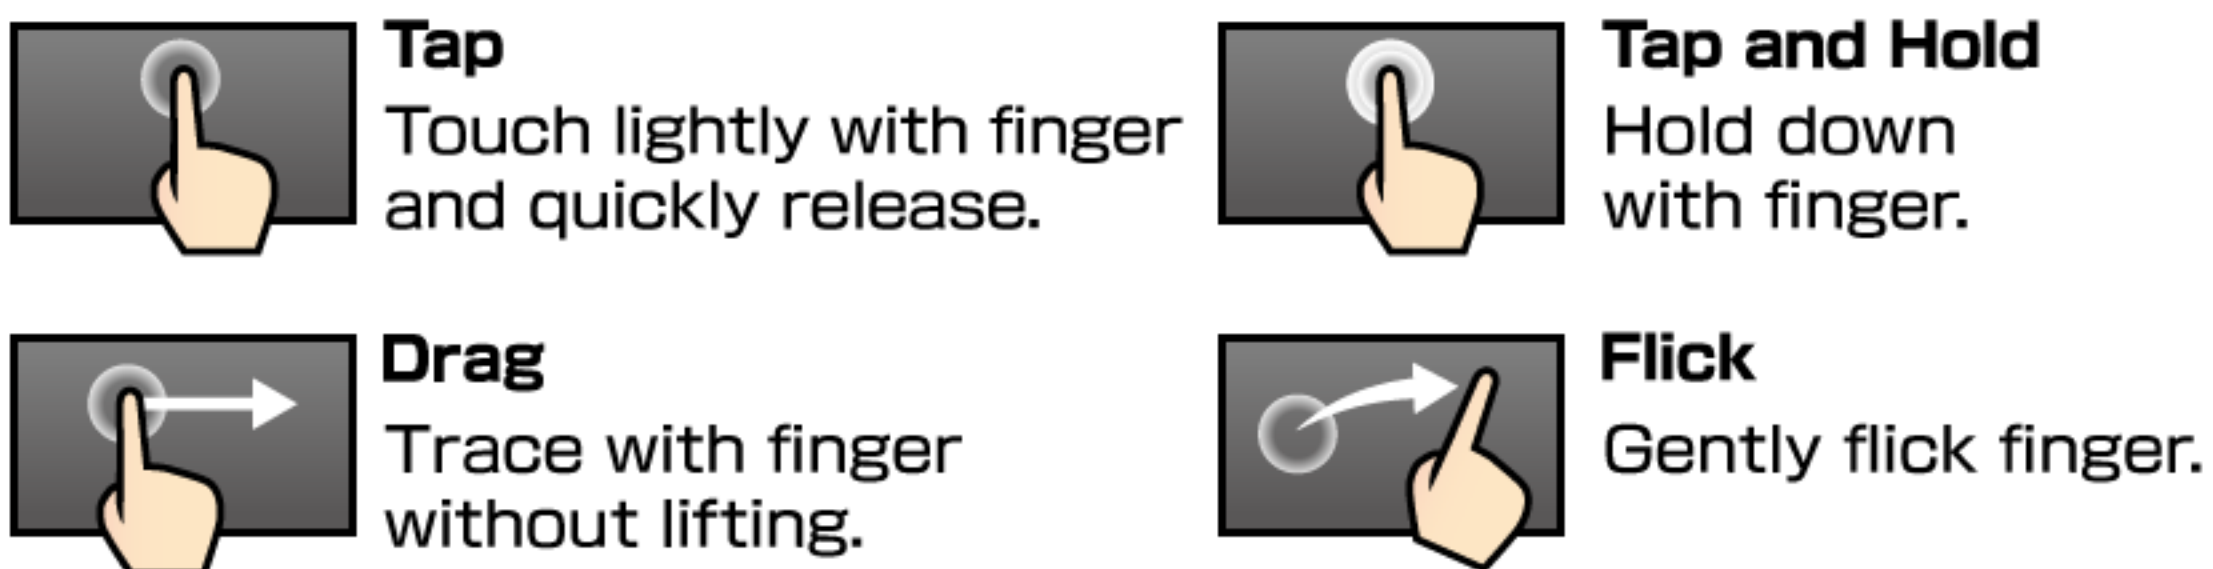 Tap
Touch lightly with finger
and quickly release.
Tap and Hold
Hold down
with finger.
Drag
Trace with finger
without lifting.
Flick
Gently flick finger.